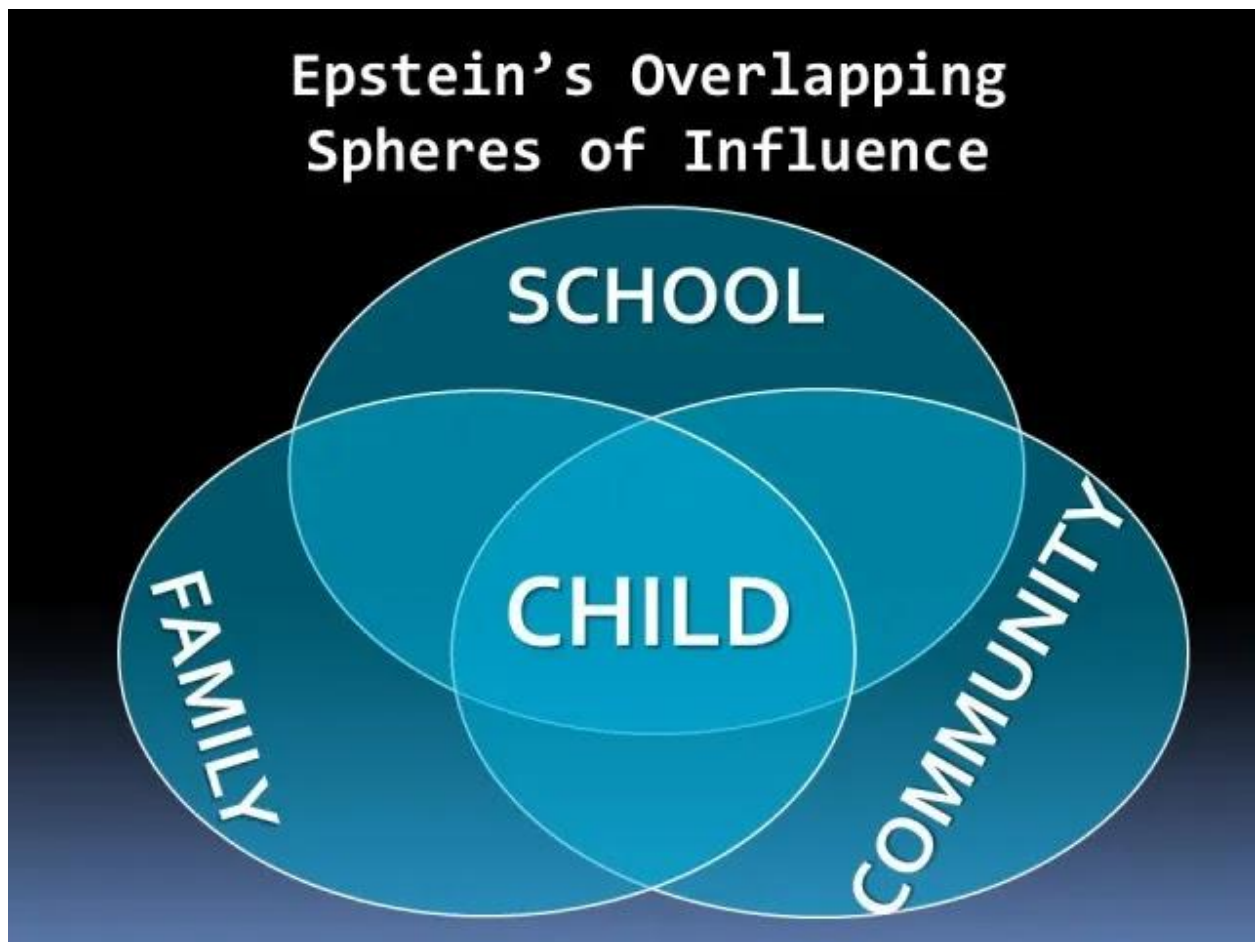 Epstein’s Overlapping
Spheres of Influence
SCHOOL
FAMILY
CHILD
COMMUNITY